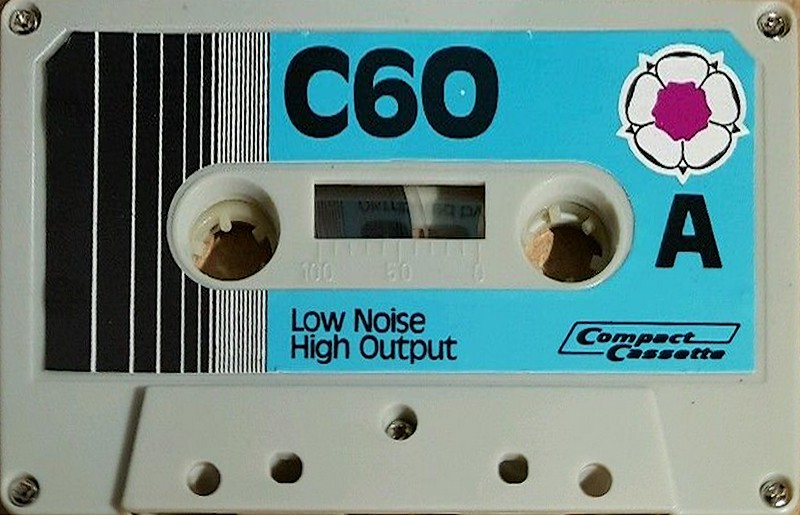 C60
A
100 50 0
Low Noise
High Output
Compact
Cassette